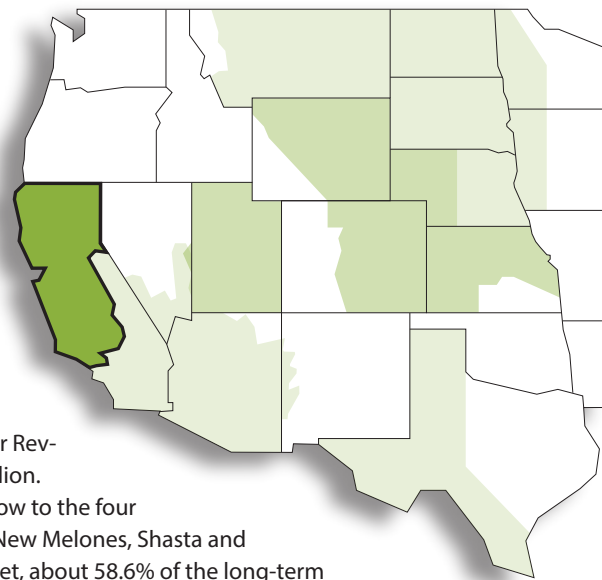 r Rev-
lion.
ow to the four
New Melones, Shasta and
et, about 58.6% of the long-term